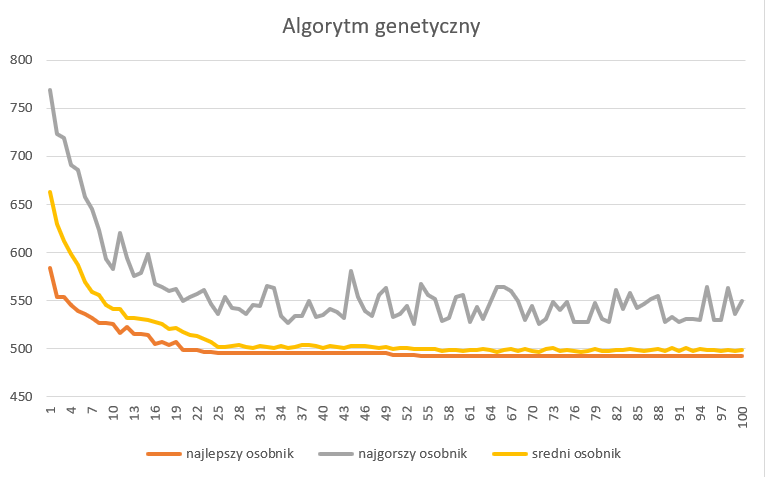 Algorytm genetyczny
800
750
700
650
600
550
500
450
1 4 7 10 13 16 19 22 25 28 31 34 37 40 43 46 49 52 55 58 61 64 67 70 73 76 79 82 85 88 91 94 97 100
najlepszy osobnik najgorszy osobnik sredni osobnik